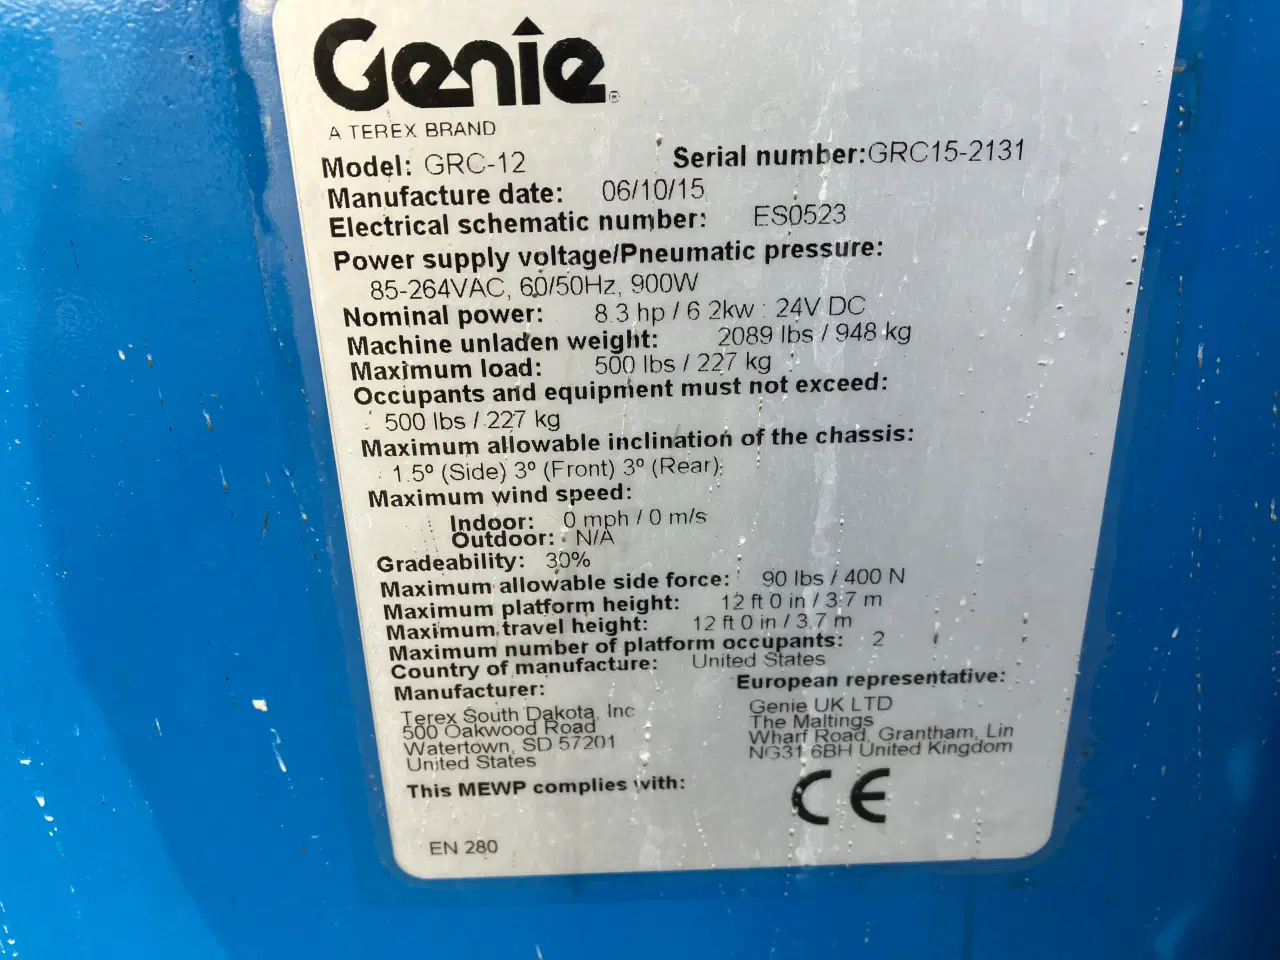 Genie®
A TEREX BRAND
Model: GRC-12 Serial number:GRC15-2131
Manufacture date: 06/10/15
Electrical schematic number: ES0523
Power supply voltage/Pneumatic pressure:
85-264VAC, 60/50Hz, 900W
Nominal power: 8.3 hp / 6.2kw : 24V DC
Machine unladen weight: 2089 lbs / 948 kg
Maximum load: 500 lbs / 227 kg
Occupants and equipment must not exceed:
500 lbs / 227 kg
Maximum allowable inclination of the chassis:
1.5º (Side) 3º (Front) 3º (Rear)
Maximum wind speed:
Indoor: 0 mph / 0 m/s
Outdoor: N/A
Gradeability: 30%
Maximum allowable side force: 90 lbs / 400 N
Maximum platform height: 12 ft 0 in / 3.7 m
Maximum travel height: 12 ft 0 in / 3.7 m
Maximum number of platform occupants: 2
Country of manufacture: United States
Manufacturer:
Terex South Dakota, Inc
500 Oakwood Road
Watertown, SD 57201
United States
European representative:
Genie UK LTD
The Maltings
Wharf Road, Grantham, Lin
NG31 6BH United Kingdom
This MEWP complies with:
CE
EN 280